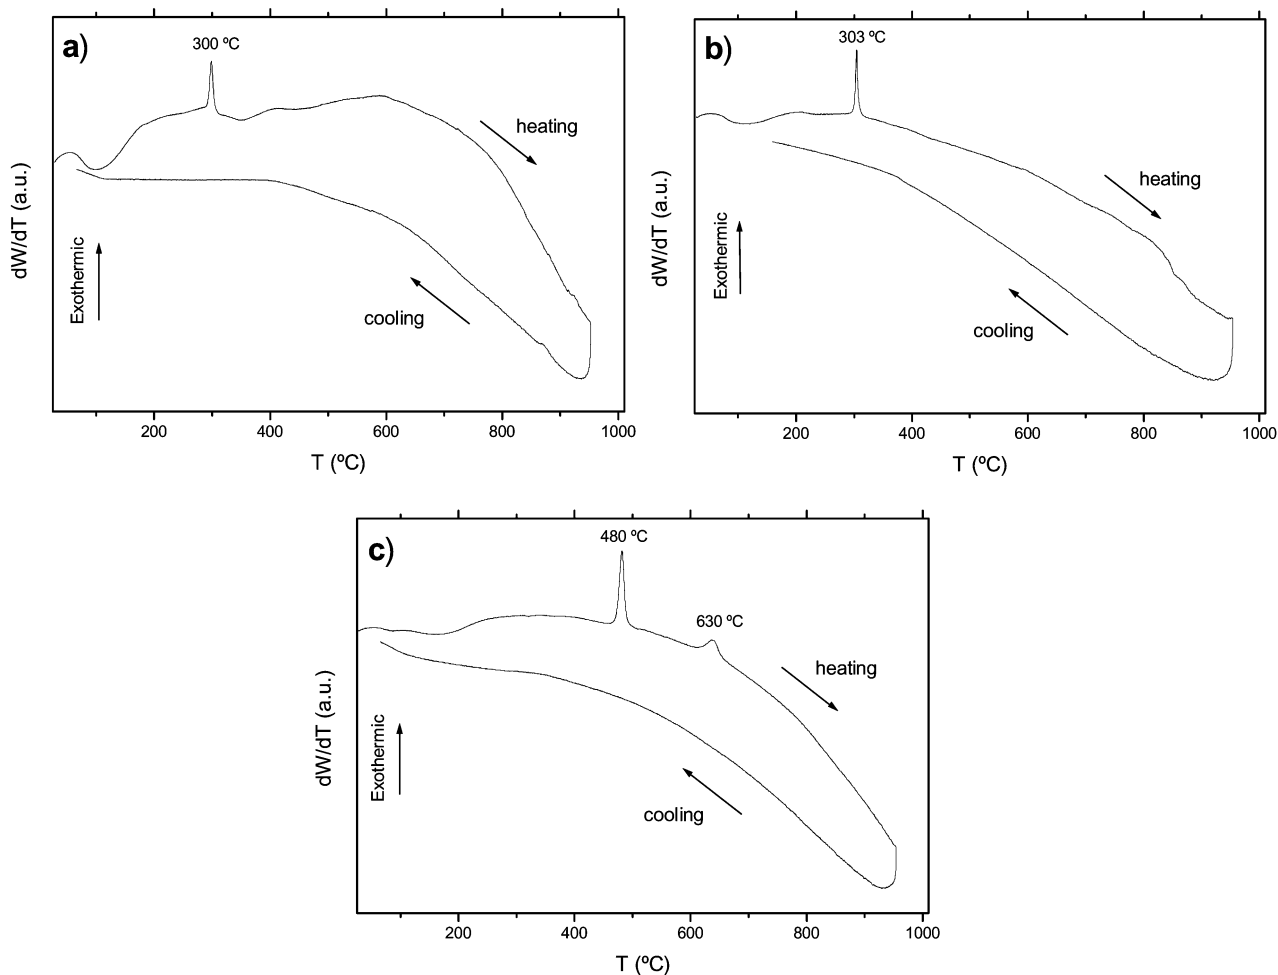 a)
300 ºC
heating
cooling
Exothermic
dW/dT (a.u.)
200 400 600 800 1000
T (ºC)
b)
303 ºC
heating
cooling
Exothermic
dW/dT (a.u.)
200 400 600 800 1000
T (ºC)
c)
480 ºC
630 ºC
heating
cooling
Exothermic
dW/dT (a.u.)
200 400 600 800 1000
T (ºC)